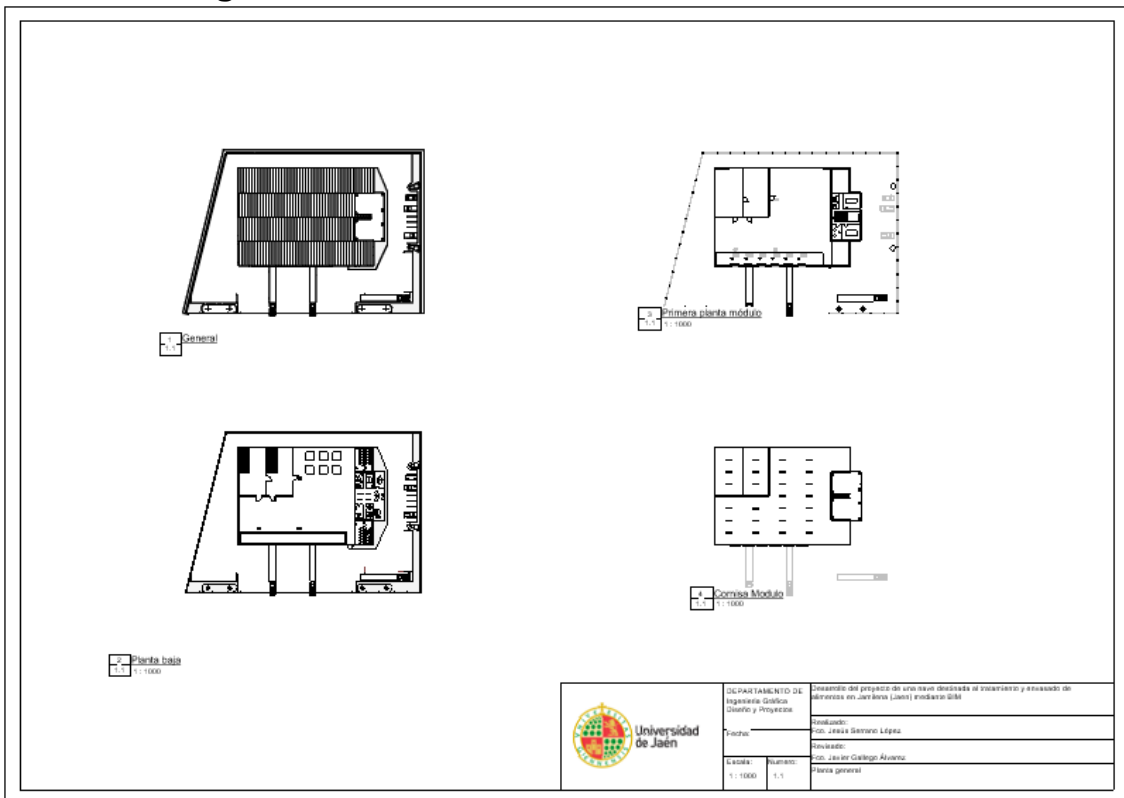 1
1.1
General
3
1.1
Primera planta módulo
1 : 1000
2
1.1
Planta baja
1 : 1000
4
1.1
Cornisa Modulo
1 : 1000
Universidad
de Jaén
DEPARTAMENTO DE
Ingeniería Gráfica
Diseño y Proyectos
Fecha:
Escala:
1 : 1000
Numero:
1.1
Desarrollo del proyecto de una nave destinada al tratamiento y envasado de
alimentos en Jamilena (Jaen) mediante BIM
Realizado:
Fco. Jesús Serrano López
Revisado:
Fco. Javier Gallego Álvarez
Planta general